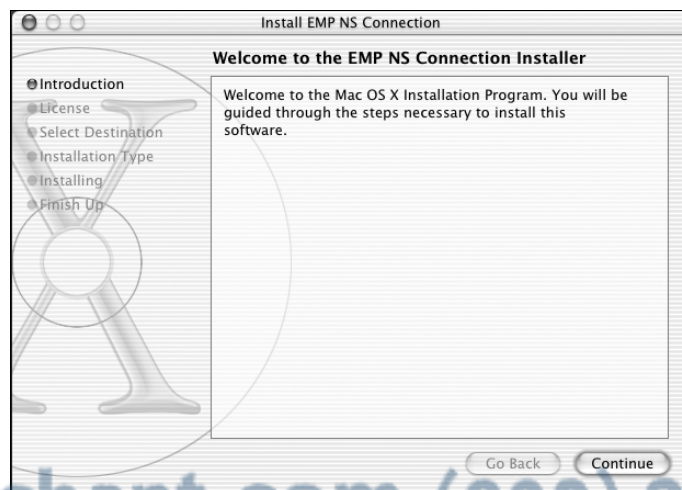 Install EMP NS Connection
Welcome to the EMP NS Connection Installer
Introduction
License
Select Destination
Installation Type
Installing
Finish Up
Welcome to the Mac OS X Installation Program. You will be
guided through the steps necessary to install this
software.
Go Back
Continue